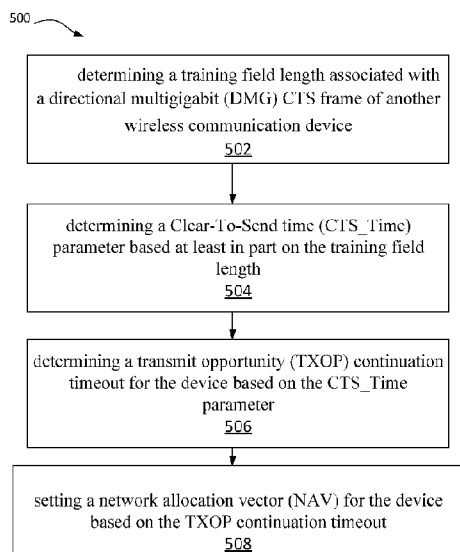 500
determining a training field length associated with
a directional multigigabit (DMG) CTS frame of another
wireless communication device
502
determining a Clear-To-Send time (CTS_Time)
parameter based at least in part on the training field
length
504
determining a transmit opportunity (TXOP) continuation
timeout for the device based on the CTS_Time
parameter
506
setting a network allocation vector (NAV) for the device
based on the TXOP continuation timeout
508